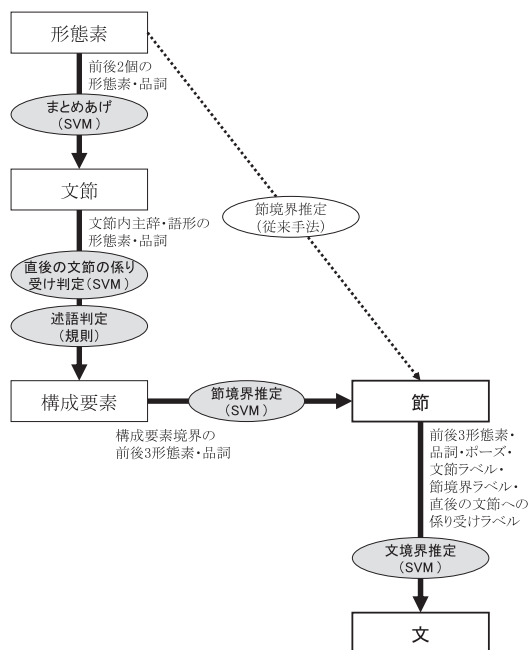 形態素
前後2個の
形態素・品詞
まとめあげ
(SVM)
文節
文節内主辞・語形の
形態素・品詞
節境界推定
(従来手法)
直後の文節の係り
受け判定(SVM)
述語判定
(規則)
構成要素
節境界推定
(SVM)
節
構成要素境界の
前後3形態素・品詞
前後3形態素・
品詞・ポーズ・
文節ラベル・
節境界ラベル・
直後の文節への
係り受けラベル
文境界推定
(SVM)
文